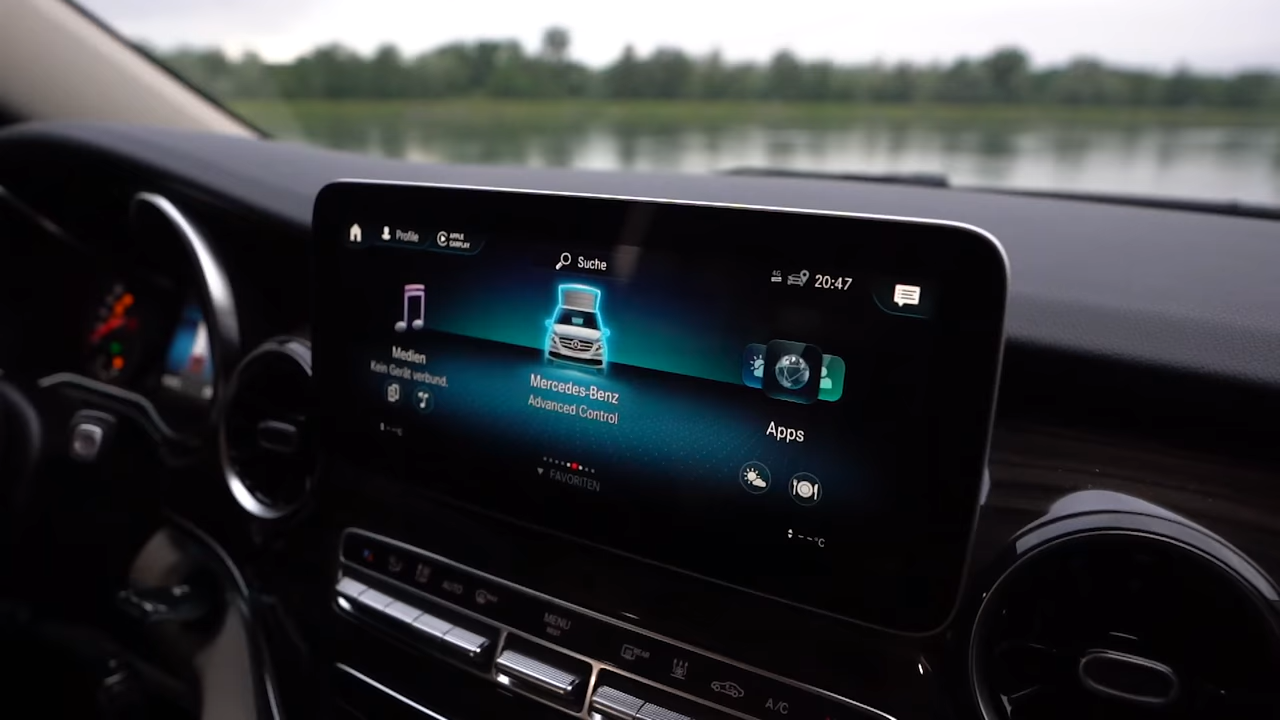 Profile
APPLE
CARPLAY
Suche
4G
20:47
Medien
Kein Gerät verbund.
Mercedes-Benz
Advanced Control
Apps
FAVORITEN
--°C
--°C
AUTO
MENU
REAR
A/C